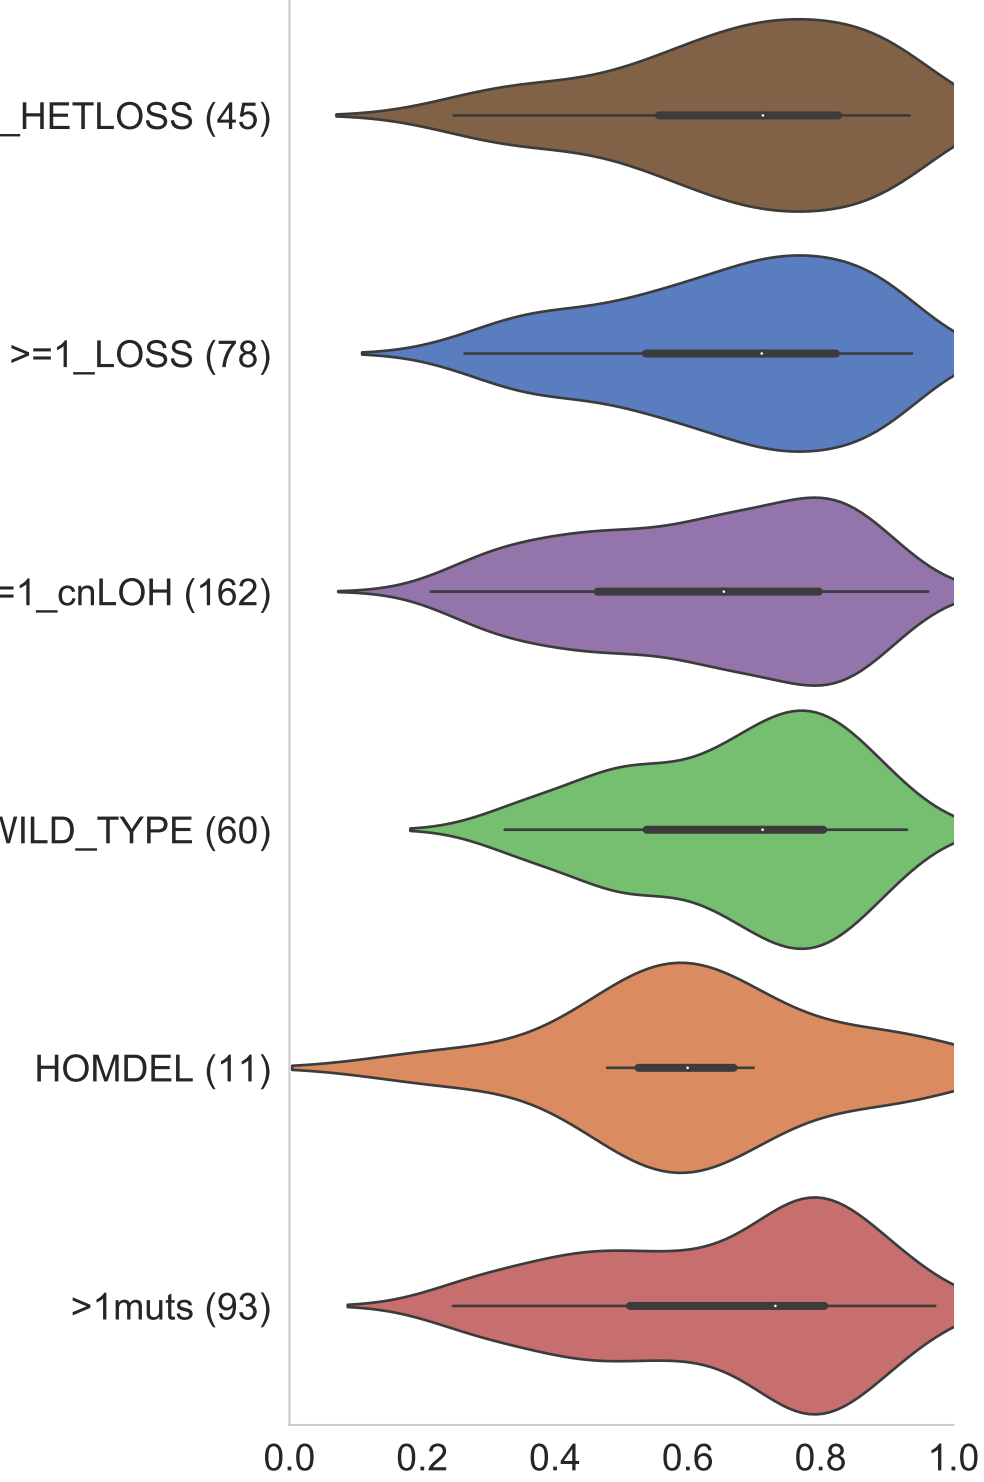 _HETLOSS (45)
>=1_LOSS (78)
=1_cnLOH (162)
WILD_TYPE (60)
HOMDEL (11)
>1muts (93)
0.0 0.2 0.4 0.6 0.8 1.0